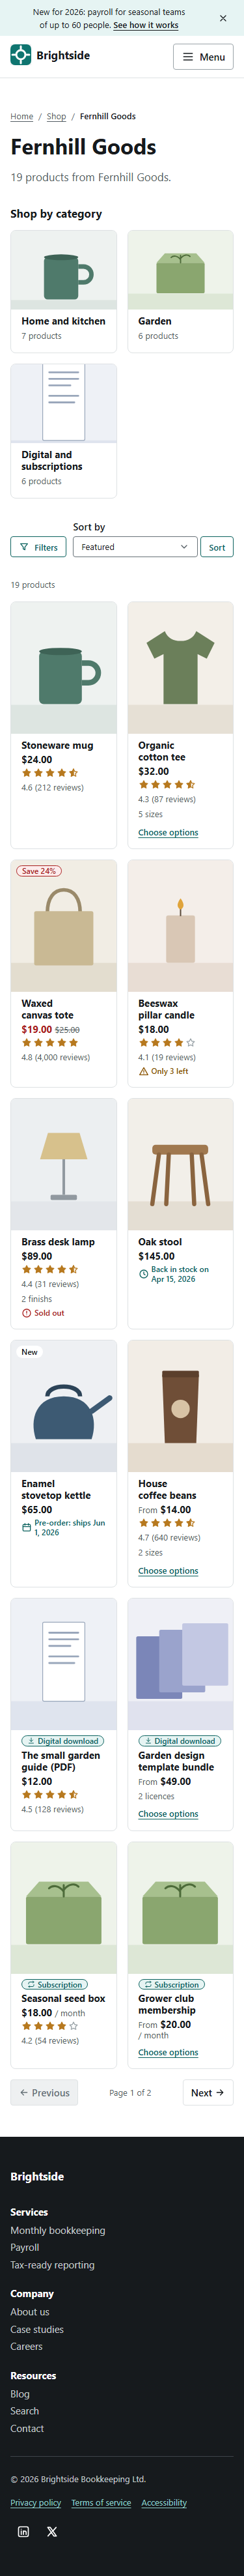 New for 2026: payroll for seasonal teams
of up to 60 people. See how it works
Brightside
Menu
Home / Shop / Fernhill Goods
Fernhill Goods
19 products from Fernhill Goods.
Shop by category
Home and kitchen
7 products
Garden
6 products
Digital and
subscriptions
6 products
Sort by
Filters
Featured
Sort
19 products
Stoneware mug
$24.00
4.6 (212 reviews)
Organic
cotton tee
$32.00
4.3 (87 reviews)
5 sizes
Choose options
Save 24%
Waxed
canvas tote
$19.00 $25.00
4.8 (4,000 reviews)
Beeswax
pillar candle
$18.00
4.1 (19 reviews)
Only 3 left
Brass desk lamp
$89.00
4.4 (31 reviews)
2 finishs
Sold out
Oak stool
$145.00
Back in stock on
Apr 15, 2026
New
Enamel
stovetop kettle
$65.00
Pre-order: ships Jun
1, 2026
House
coffee beans
From $14.00
4.7 (640 reviews)
2 sizes
Choose options
Digital download
The small garden
guide (PDF)
$12.00
4.5 (128 reviews)
Digital download
Garden design
template bundle
From $49.00
2 licences
Choose options
Subscription
Seasonal seed box
$18.00 / month
4.2 (54 reviews)
Subscription
Grower club
membership
From $20.00
/ month
Choose options
← Previous
Page 1 of 2
Next →
Brightside
Services
Monthly bookkeeping
Payroll
Tax-ready reporting
Company
About us
Case studies
Careers
Resources
Blog
Search
Contact
© 2026 Brightside Bookkeeping Ltd.
Privacy policy Terms of service Accessibility